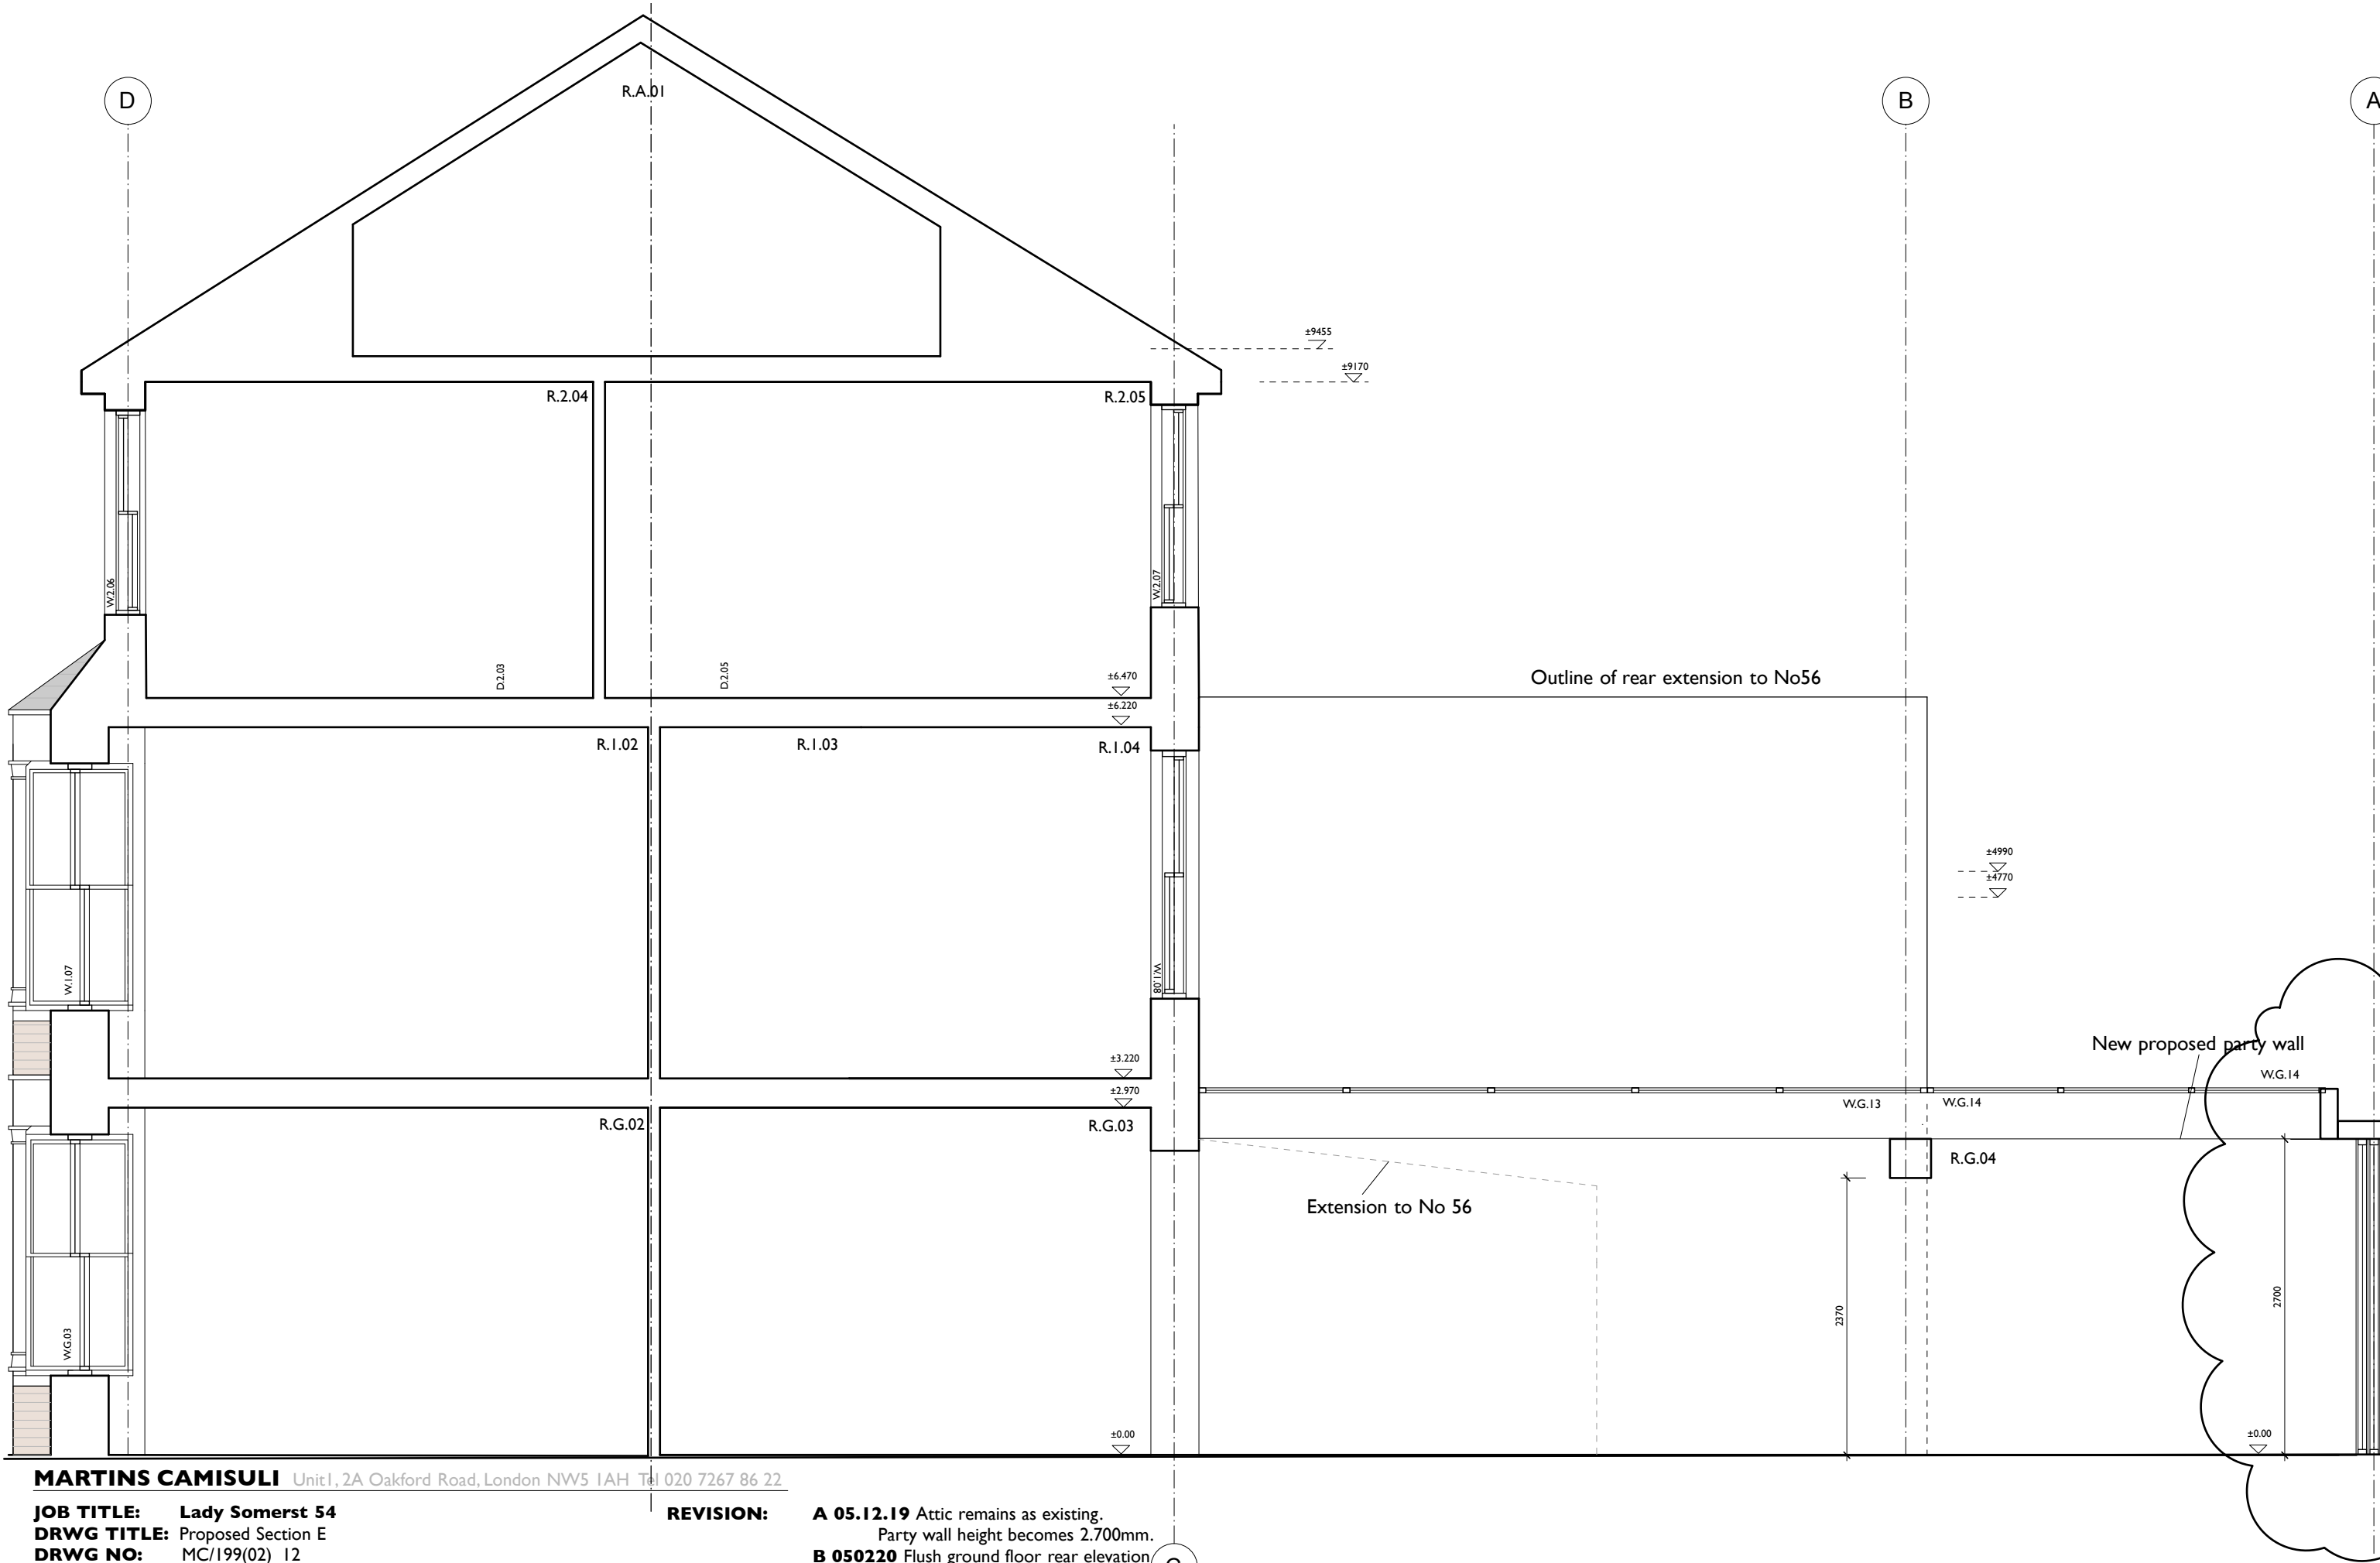 D
B
A
R.A.01
±9455
±9170
R.2.04
R.2.05
W.2.06
W.2.07
D.2.03
D.2.05
±6.470
±6.220
Outline of rear extension to No56
R.1.02
R.1.03
R.1.04
±4990
±4770
W.1.07
W.1.08
New proposed party wall
±3.220
±2.970
W.G.14
W.G.13
W.G.14
R.G.02
R.G.03
R.G.04
Extension to No 56
2370
2700
W.G.03
±0.00
±0.00
MARTINS CAMISULI Unit1, 2A Oakford Road, London NW5 1AH Tel 020 7267 86 22
JOB TITLE: Lady Somerst 54
DRWG TITLE: Proposed Section E
DRWG NO: MC/199(02) 12
REVISION: A 05.12.19 Attic remains as existing.
Party wall height becomes 2.700mm.
B 050220 Flush ground floor rear elevation